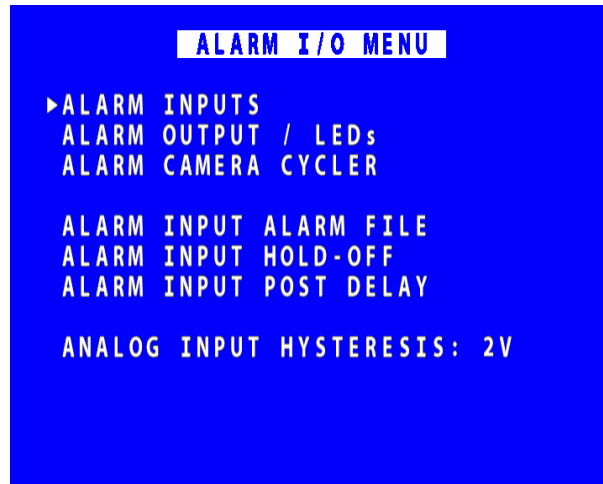 ALARM I/O MENU
▶ALARM INPUTS
ALARM OUTPUT / LEDs
ALARM CAMERA CYCLER
ALARM INPUT ALARM FILE
ALARM INPUT HOLD-OFF
ALARM INPUT POST DELAY
ANALOG INPUT HYSTERESIS: 2V